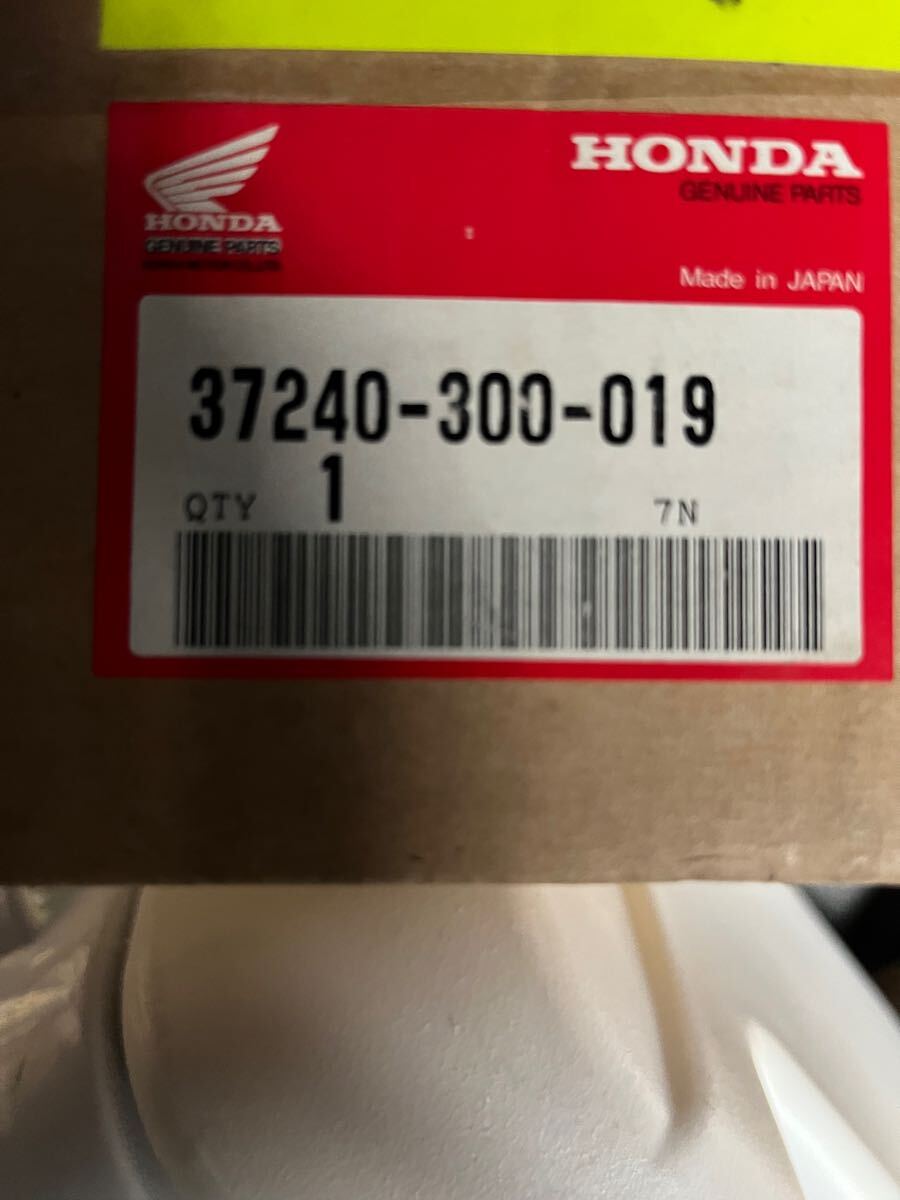 HONDA
GENUINE PARTS
HONDA
GENUINE PARTS
Made in JAPAN
37240-300-019
QTY 1 7N